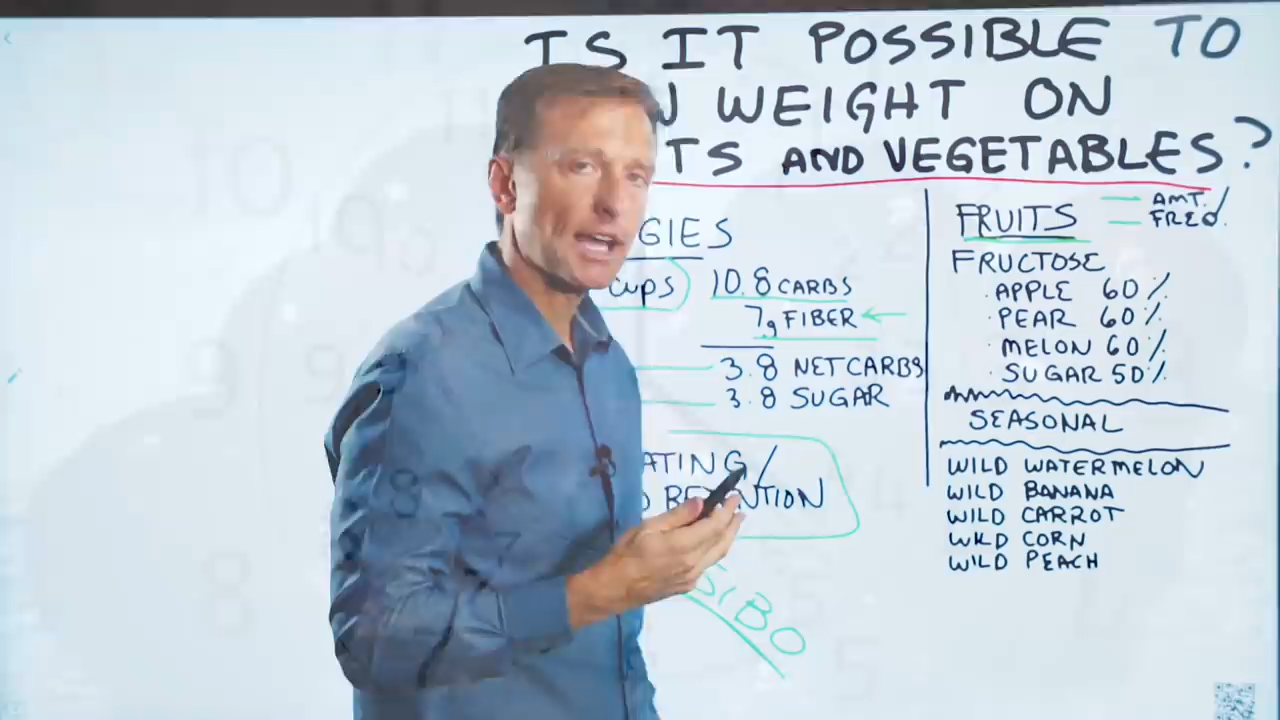 IS IT POSSIBLE TO
WEIGHT ON
TS AND VEGETABLES?
GIES
cups) 10.8 CARBS
7g FIBER
3.8 NET CARBS
3.8 SUGAR
ATING/
SIBO
FRUITS
AMT./
FREQ.
FRUCTOSE
· APPLE 60%
· PEAR 60%
· MELON 60%
· SUGAR 50%
SEASONAL
WILD WATERMELON
WILD BANANA
WILD CARROT
WILD CORN
WILD PEACH